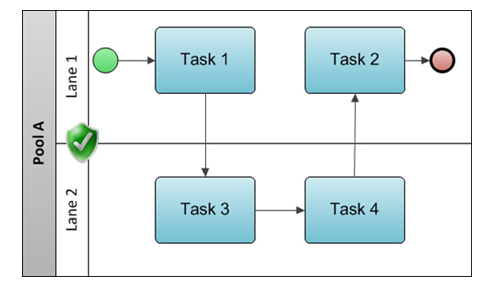 Pool A
Lane 1
Task 1
Task 2
Lane 2
Task 3
Task 4